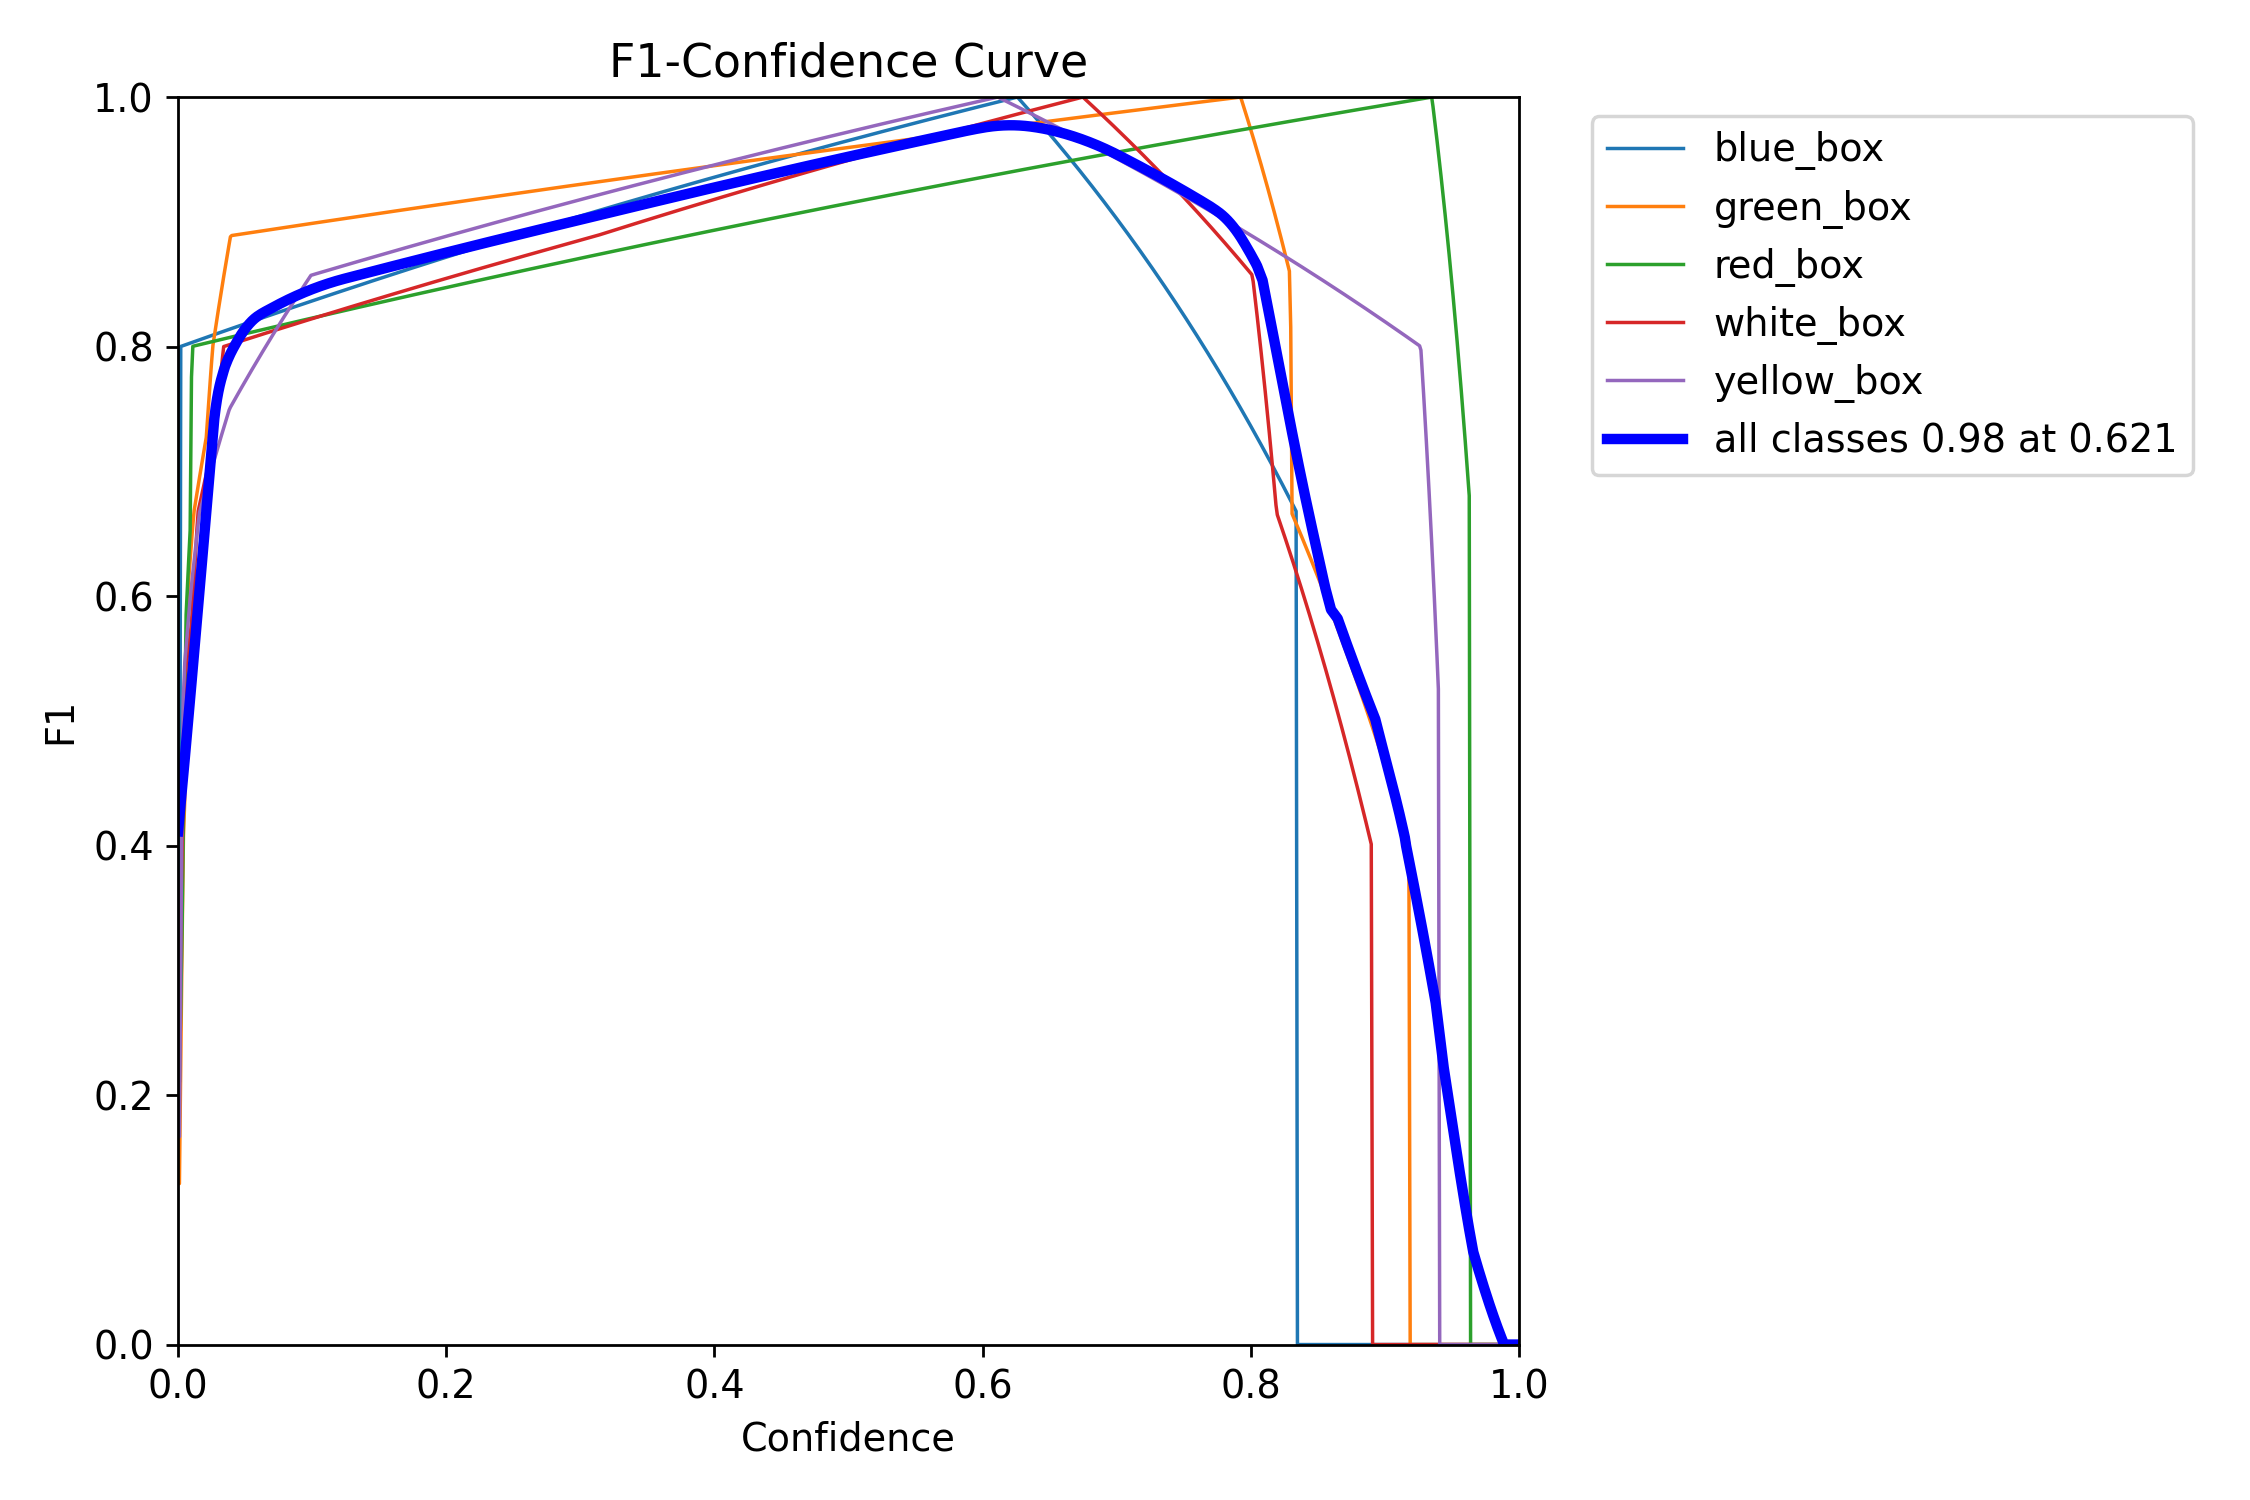 F1-Confidence Curve
1.0
0.8
0.6
0.4
0.2
0.0
F1
0.0 0.2 0.4 0.6 0.8 1.0
Confidence
blue_box
green_box
red_box
white_box
yellow_box
all classes 0.98 at 0.621